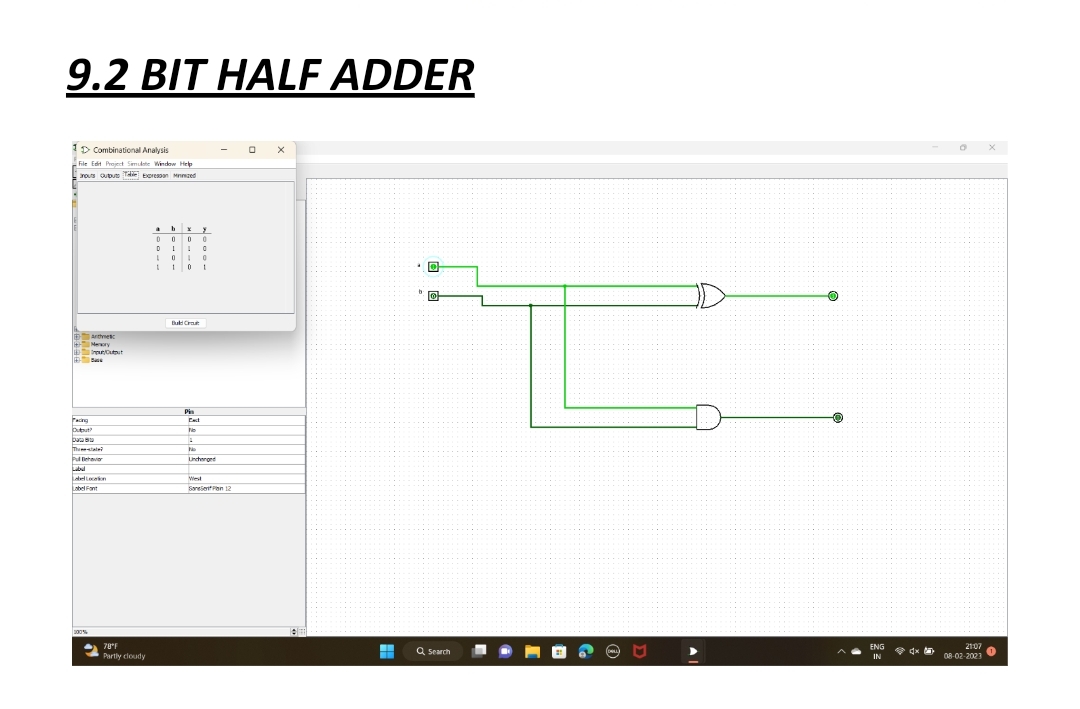 9.2 BIT HALF ADDER
Combinational Analysis
File Edit Project Simulate Window Help
Inputs Outputs Table Expression Minimized
a b x y
0 0 0 0
0 1 1 0
1 0 1 0
1 1 0 1
Build Circuit
Arithmetic
Memory
Input/Output
Base
Pin
Facing East
Output? No
Data Bits 1
Three-state? No
Pull Behavior Unchanged
Label
Label Location West
Label Font SansSerif Plain 12
100%
a
b
78°F
Partly cloudy
Search
DELL
ENG
IN
21:07
08-02-2023
1